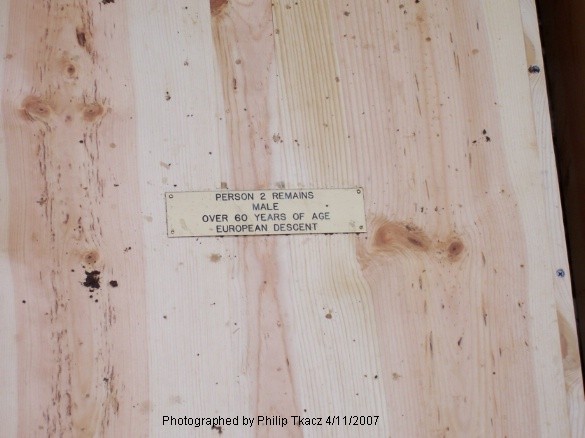 PERSON 2 REMAINS
MALE
OVER 60 YEARS OF AGE
EUROPEAN DESCENT
Photographed by Philip Tkacz 4/11/2007